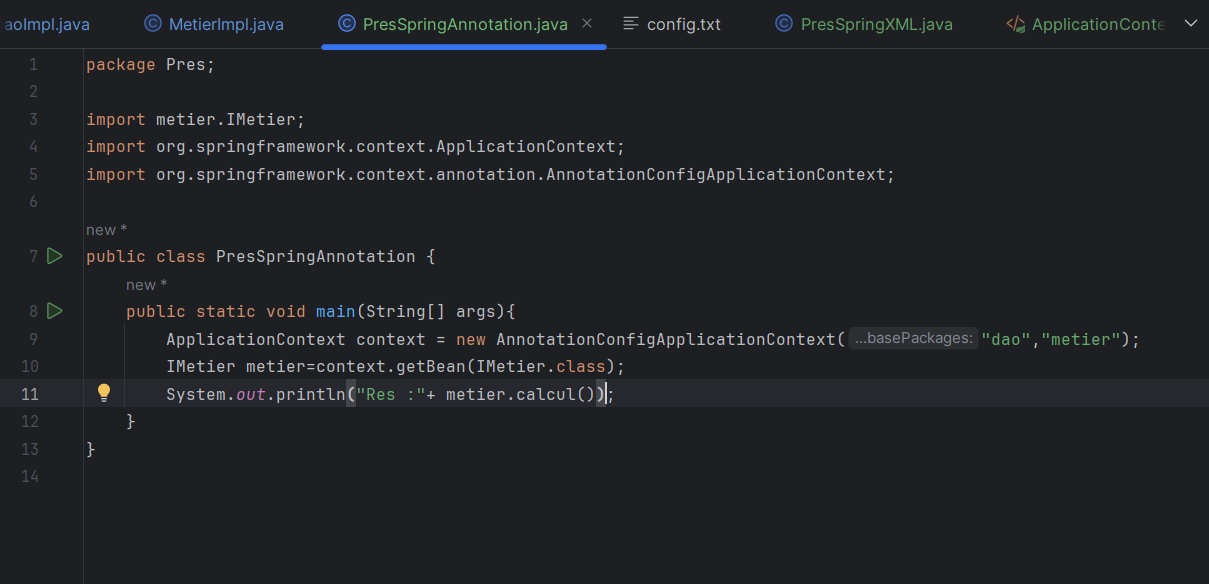 aoImpl.java MetierImpl.java PresSpringAnnotation.java config.txt PresSpringXML.java ApplicationConte
1 package Pres;
2
3 import metier.IMetier;
4 import org.springframework.context.ApplicationContext;
5 import org.springframework.context.annotation.AnnotationConfigApplicationContext;
6
new *
7 public class PresSpringAnnotation {
new *
8 public static void main(String[] args){
9 ApplicationContext context = new AnnotationConfigApplicationContext( ...basePackages: "dao","metier");
10 IMetier metier=context.getBean(IMetier.class);
11 System.out.println("Res :"+ metier.calcul());
12 }
13 }
14